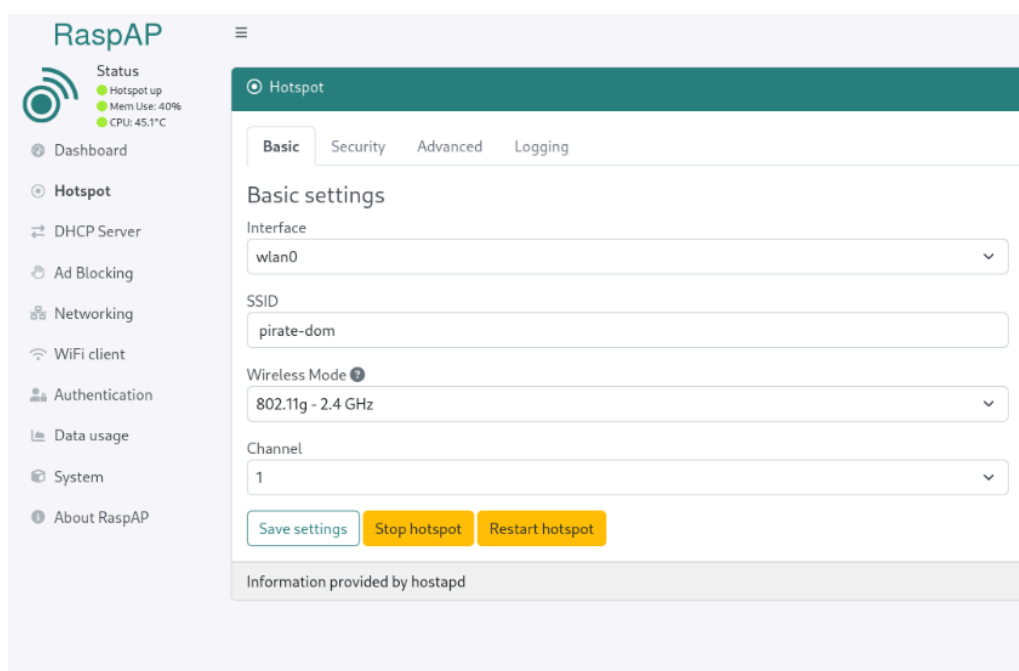 RaspAP
Status
Hotspot up
Mem Use: 40%
CPU: 45.1°C
Dashboard
Hotspot
DHCP Server
Ad Blocking
Networking
WiFi client
Authentication
Data usage
System
About RaspAP
Hotspot
Basic Security Advanced Logging
Basic settings
Interface
wlan0
SSID
pirate-dom
Wireless Mode
802.11g - 2.4 GHz
Channel
1
Save settings Stop hotspot Restart hotspot
Information provided by hostapd